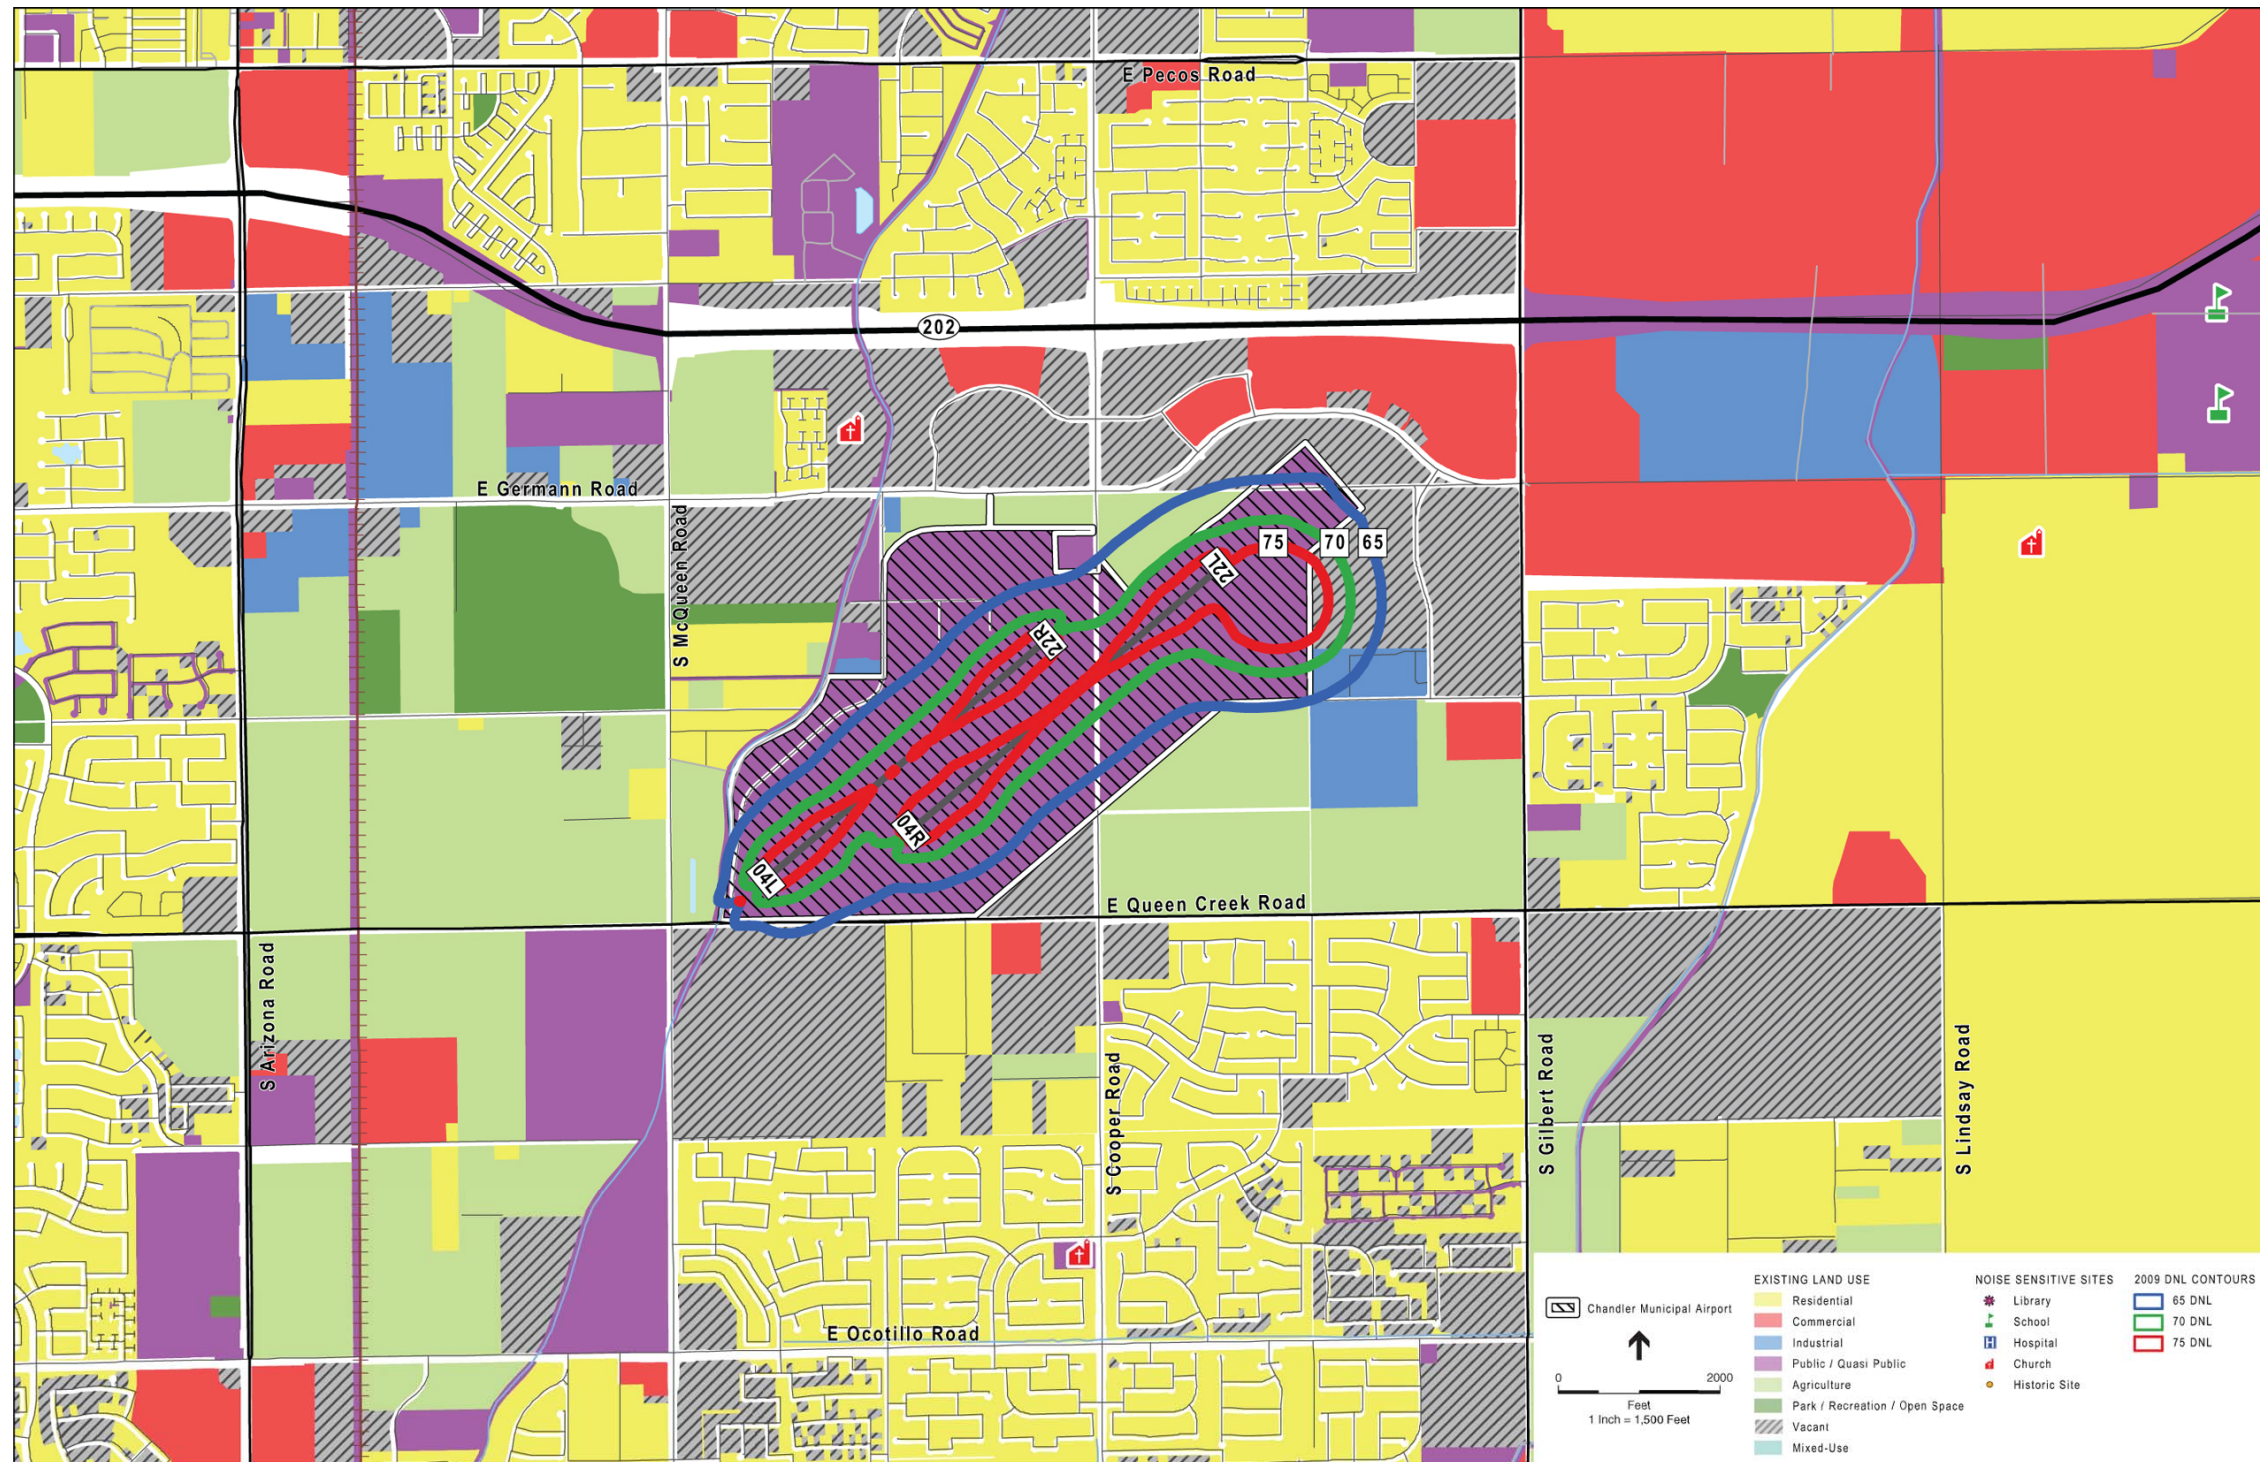 E Pecos Road
202
E Germann Road
S McQueen Road
75
70
65
22L
22R
04R
04L
E Queen Creek Road
S Arizona Road
S Cooper Road
S Gilbert Road
S Lindsay Road
E Ocotillo Road
Chandler Municipal Airport
0 2000
Feet
1 Inch = 1,500 Feet
EXISTING LAND USE
Residential
Commercial
Industrial
Public / Quasi Public
Agriculture
Park / Recreation / Open Space
Vacant
Mixed-Use
NOISE SENSITIVE SITES
Library
School
H Hospital
Church
Historic Site
2009 DNL CONTOURS
65 DNL
70 DNL
75 DNL